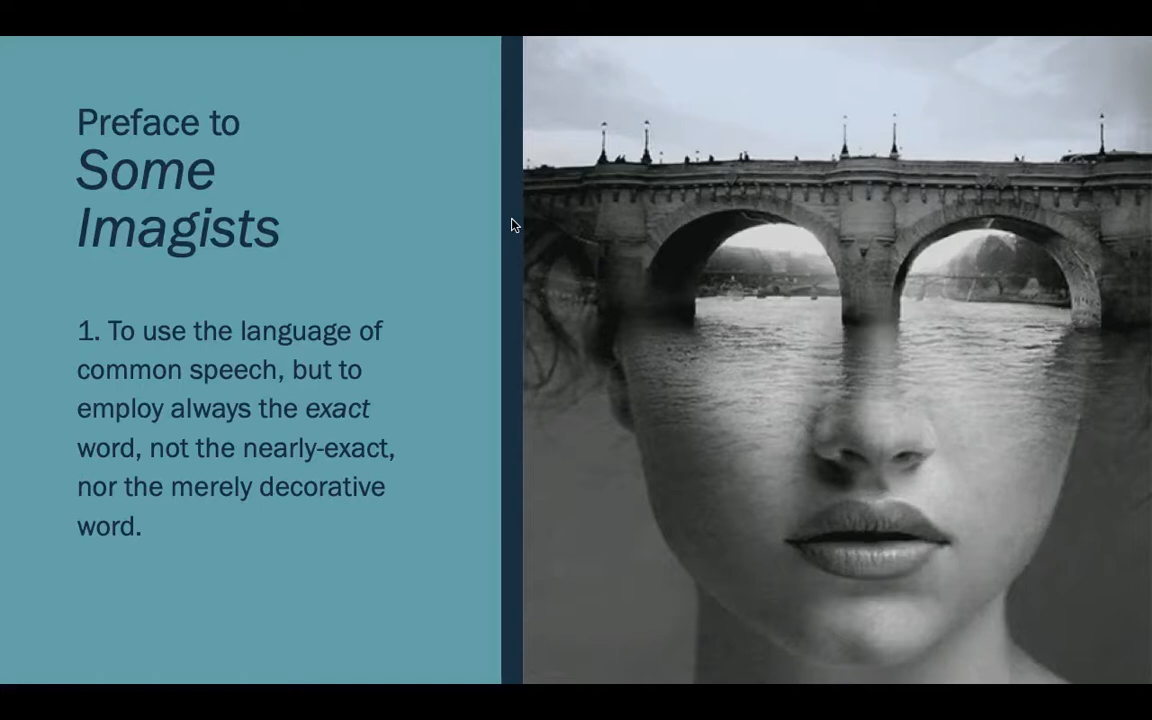 Preface to
Some
Imagists
1. To use the language of
common speech, but to
employ always the exact
word, not the nearly-exact,
nor the merely decorative
word.